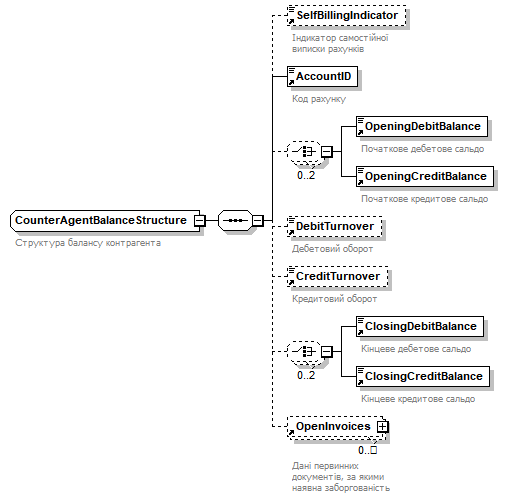 SelfBillingIndicator
Індикатор самостійної
виписки рахунків
AccountID
Код рахунку
OpeningDebitBalance
Початкове дебетове сальдо
0..2
OpeningCreditBalance
Початкове кредитове сальдо
CounterAgentBalanceStructure
Структура балансу контрагента
DebitTurnover
Дебетовий оборот
CreditTurnover
Кредитовий оборот
ClosingDebitBalance
Кінцеве дебетове сальдо
0..2
ClosingCreditBalance
Кінцеве кредитове сальдо
OpenInvoices
0..□
Дані первинних
документів, за якими
наявна заборгованість